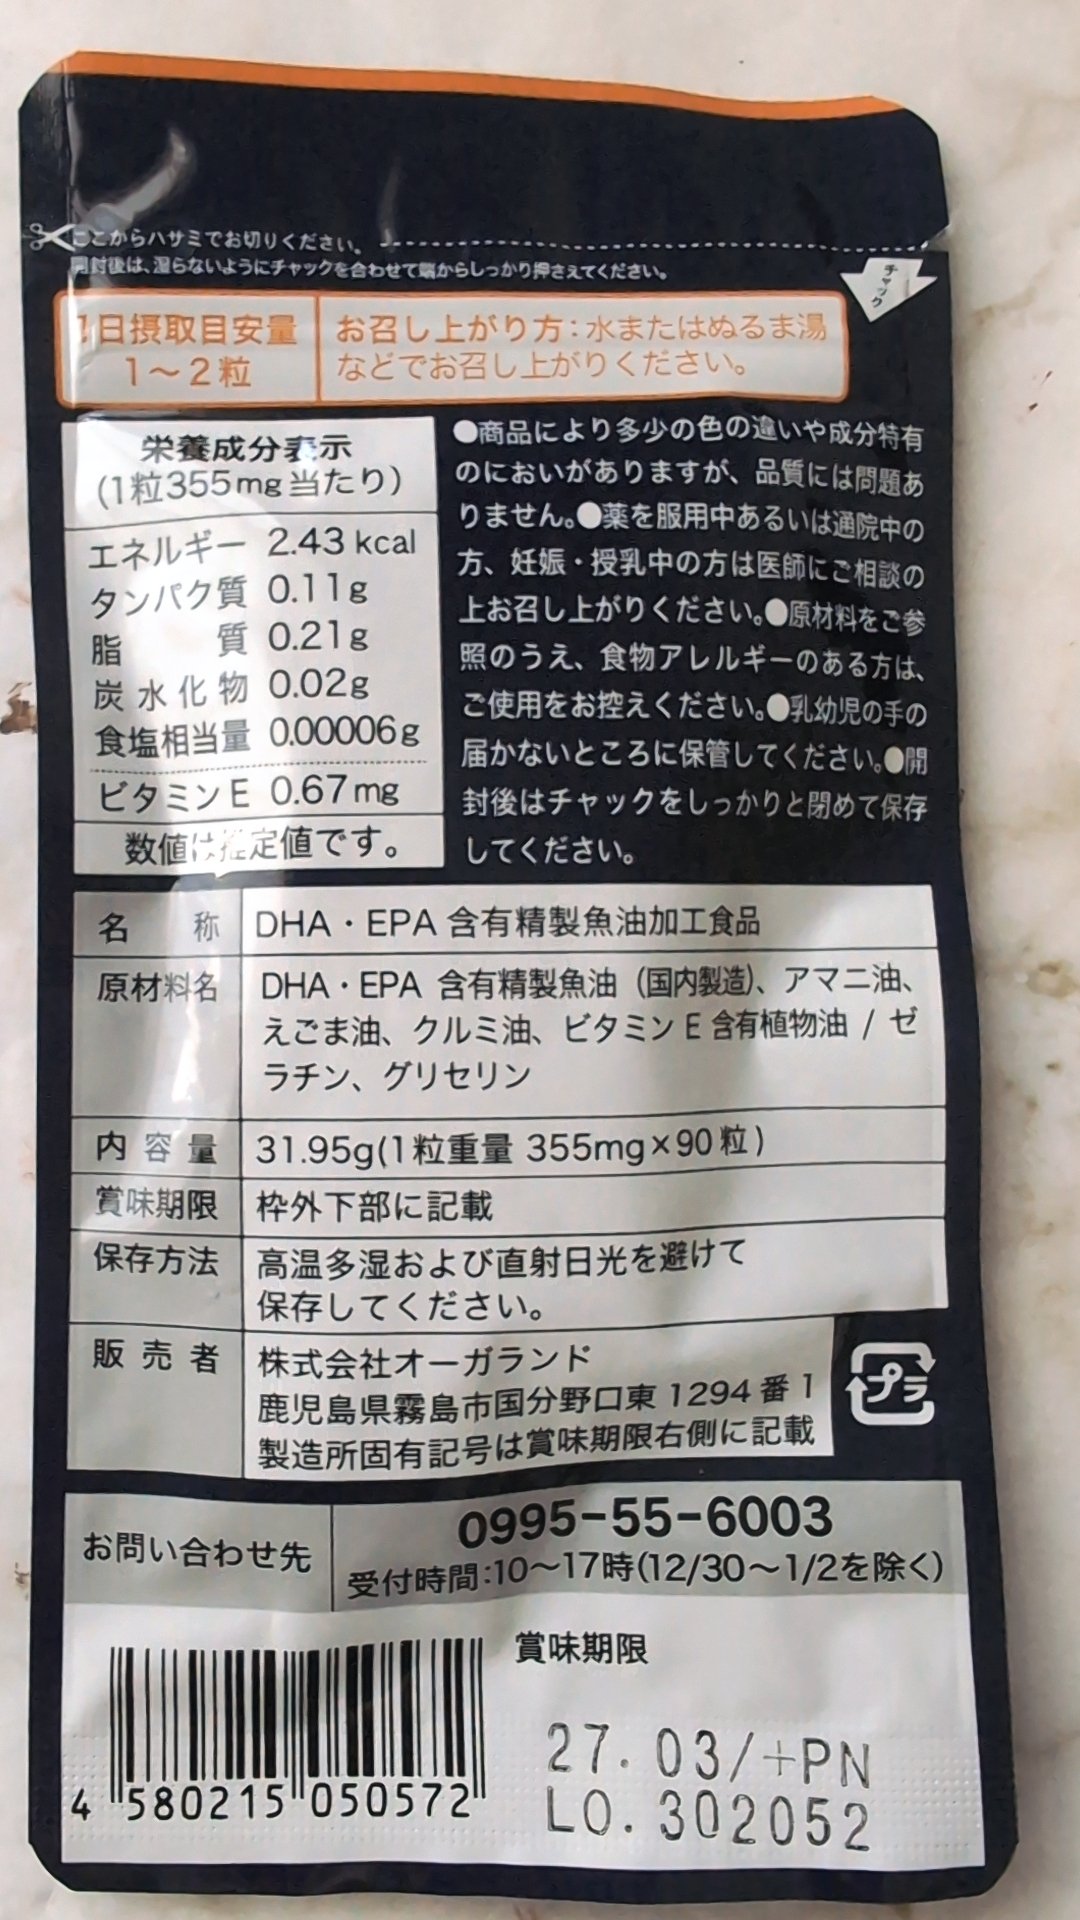 ここからハサミでお切りください。
開封後は、湿らないようにチャックを合わせて端からしっかり押さえてください。
チャック
1日摂取目安量
1～2粒
お召し上がり方：水またはぬるま湯
などでお召し上がりください。
栄養成分表示
(1粒355mg当たり)
エネルギー 2.43 kcal
タンパク質 0.11g
脂質 0.21g
炭水化物 0.02g
食塩相当量 0.00006g
ビタミンE 0.67mg
数値は推定値です。
●商品により多少の色の違いや成分特有
のにおいがありますが、品質には問題あ
りません。●薬を服用中あるいは通院中の
方、妊娠・授乳中の方は医師にご相談の
上お召し上がりください。●原材料をご参
照のうえ、食物アレルギーのある方は、
ご使用をお控えください。●乳幼児の手の
届かないところに保管してください。●開
封後はチャックをしっかりと閉めて保存
してください。
名称 DHA・EPA 含有精製魚油加工食品
原材料名 DHA・EPA 含有精製魚油（国内製造）、アマニ油、
えごま油、クルミ油、ビタミンE含有植物油 / ゼ
ラチン、グリセリン
内容量 31.95g(1粒重量 355mg×90粒)
賞味期限 枠外下部に記載
保存方法 高温多湿および直射日光を避けて
保存してください。
販売者 株式会社オーガランド
鹿児島県霧島市国分野口東1294番1
製造所固有記号は賞味期限右側に記載
プラ
お問い合わせ先
0995-55-6003
受付時間:10～17時(12/30～1/2を除く)
賞味期限
27.03/+PN
LO.302052
4 580215 050572